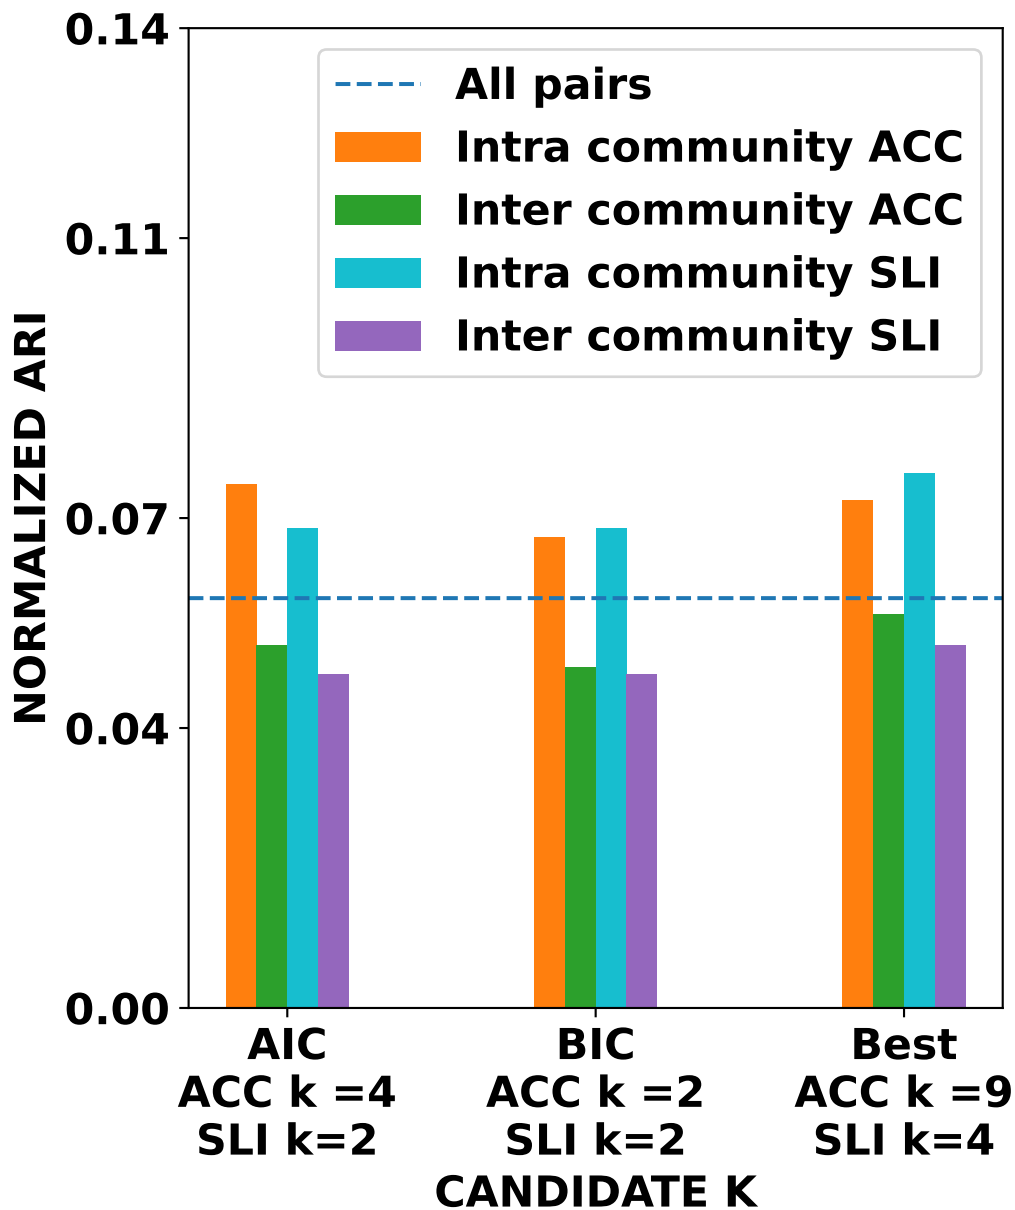 0.14
0.11
0.07
0.04
0.00
NORMALIZED ARI
All pairs
Intra community ACC
Inter community ACC
Intra community SLI
Inter community SLI
AIC
ACC k =4
SLI k=2
BIC
ACC k =2
SLI k=2
Best
ACC k =9
SLI k=4
CANDIDATE K